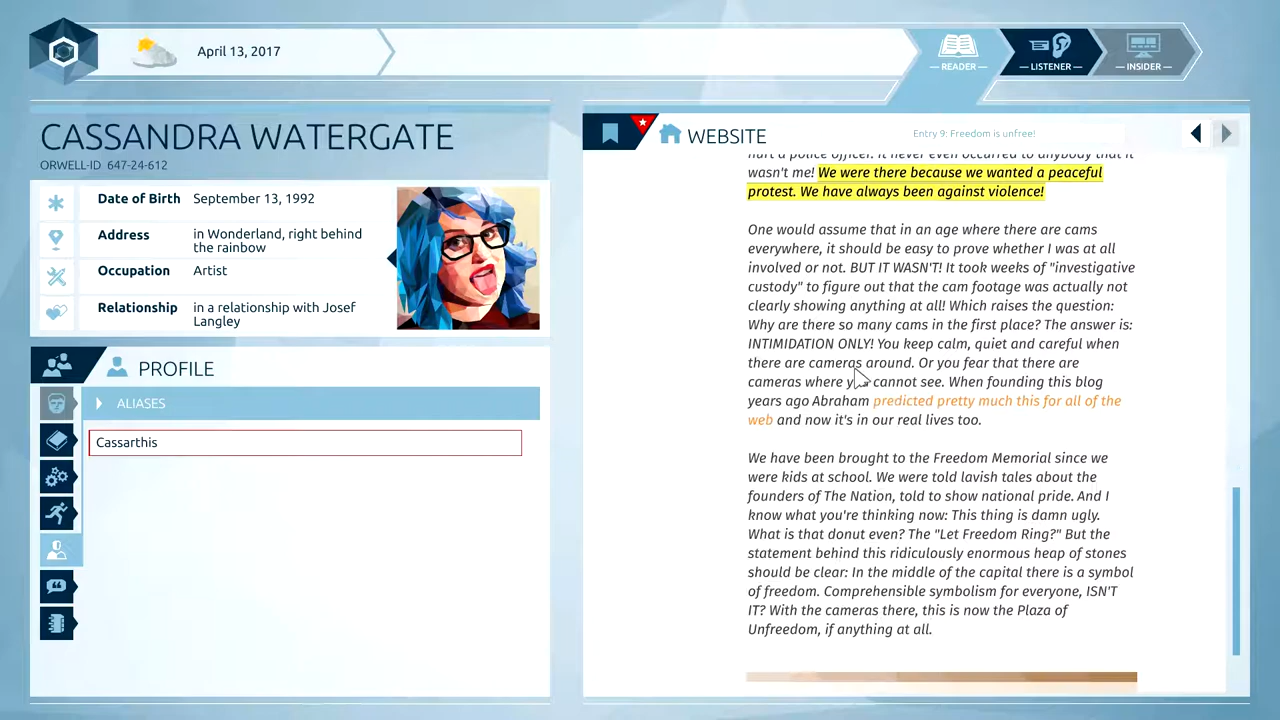 April 13, 2017
— READER —
— LISTENER —
— INSIDER —
CASSANDRA WATERGATE
ORWELL-ID 647-24-612
Date of Birth September 13, 1992
Address in Wonderland, right behind
the rainbow
Occupation Artist
Relationship in a relationship with Josef
Langley
PROFILE
ALIASES
Cassarthis
WEBSITE
Entry 9: Freedom is unfree!
hurt a police officer. It never even occurred to anybody that it
wasn't me! We were there because we wanted a peaceful
protest. We have always been against violence!
One would assume that in an age where there are cams
everywhere, it should be easy to prove whether I was at all
involved or not. BUT IT WASN'T! It took weeks of "investigative
custody" to figure out that the cam footage was actually not
clearly showing anything at all! Which raises the question:
Why are there so many cams in the first place? The answer is:
INTIMIDATION ONLY! You keep calm, quiet and careful when
there are cameras around. Or you fear that there are
cameras where you cannot see. When founding this blog
years ago Abraham predicted pretty much this for all of the
web and now it's in our real lives too.
We have been brought to the Freedom Memorial since we
were kids at school. We were told lavish tales about the
founders of The Nation, told to show national pride. And I
know what you're thinking now: This thing is damn ugly.
What is that donut even? The "Let Freedom Ring?" But the
statement behind this ridiculously enormous heap of stones
should be clear: In the middle of the capital there is a symbol
of freedom. Comprehensible symbolism for everyone, ISN'T
IT? With the cameras there, this is now the Plaza of
Unfreedom, if anything at all.